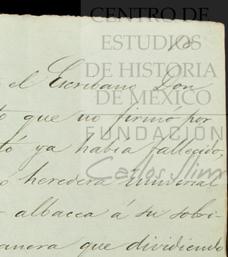 CENTRO DE
ESTUDIOS
DE HISTORIA
DE MÉXICO
FUNDACIÓN
Carlos Slim
el Escribano Don
que no firmó por
ya habia fallecido,
heredera universal
albacea á su sobri-
manera que dividiendo